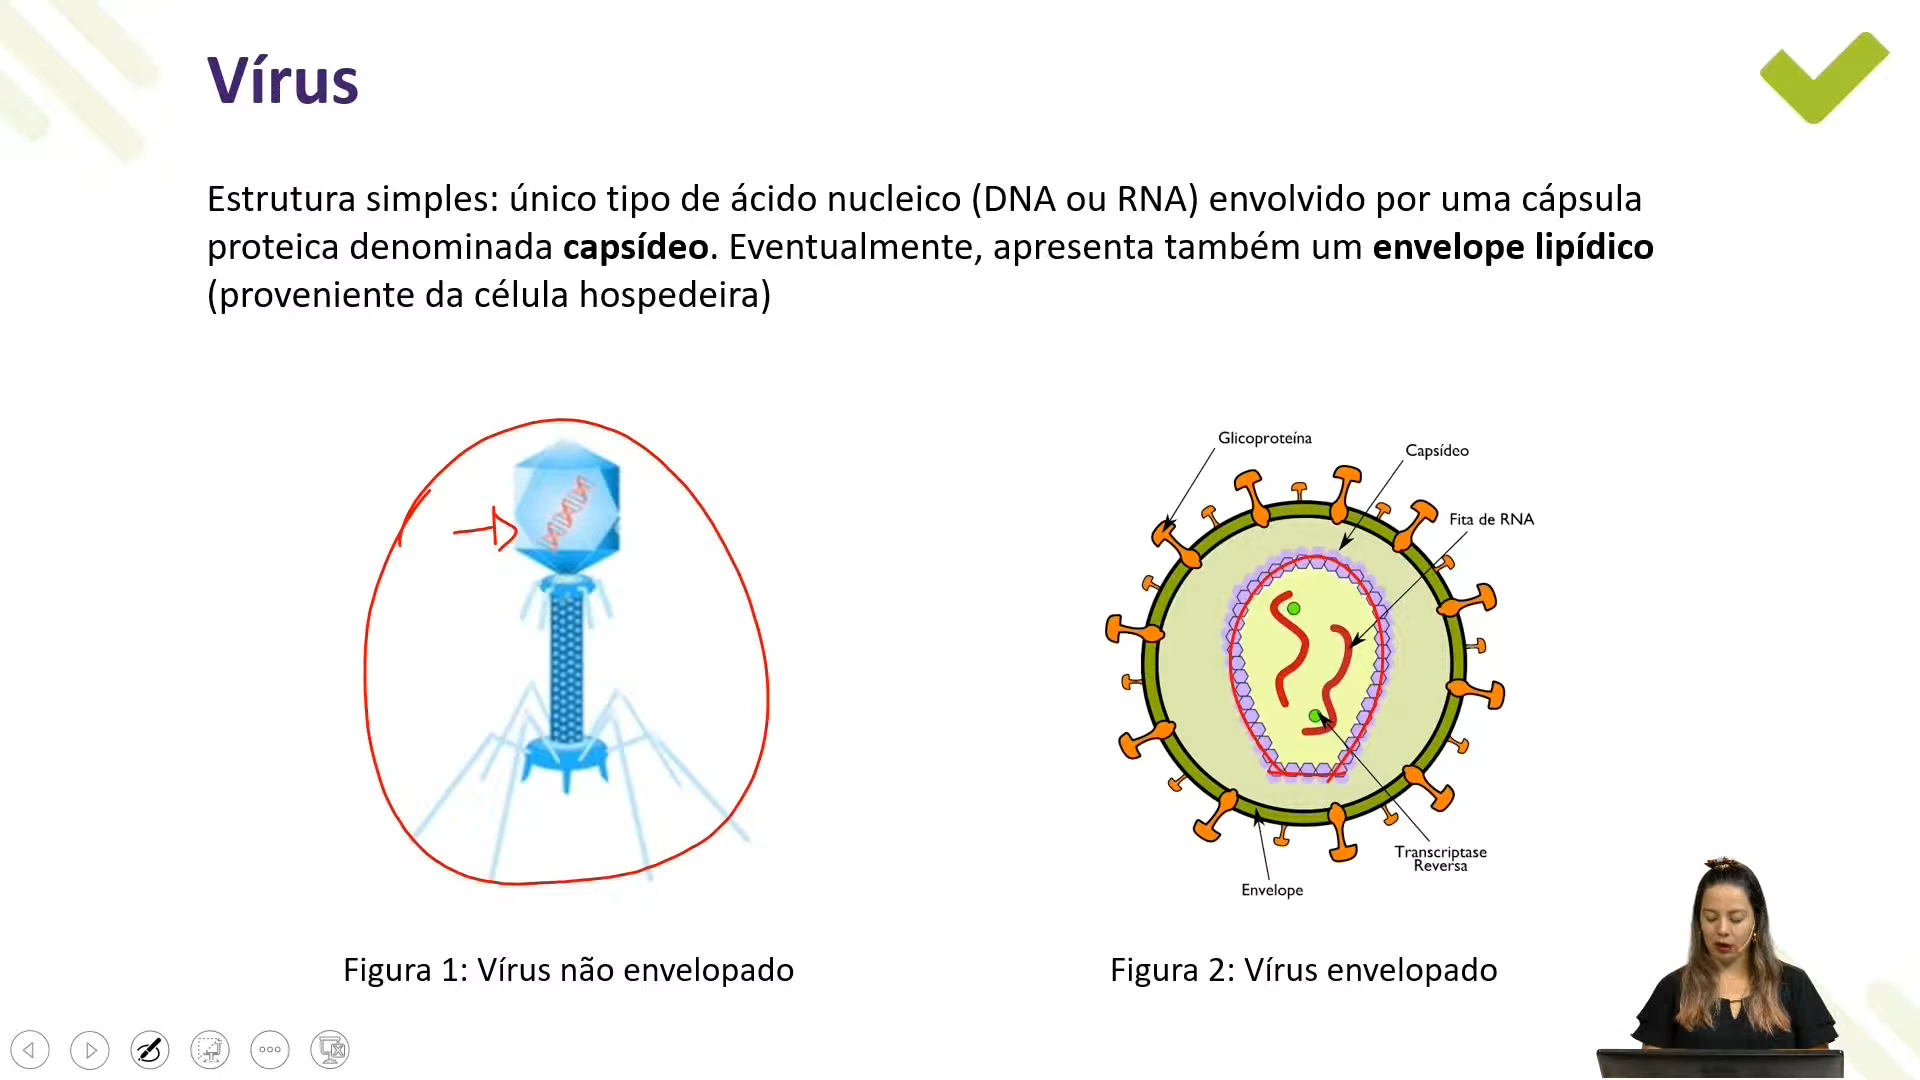 Vírus
Estrutura simples: único tipo de ácido nucleico (DNA ou RNA) envolvido por uma cápsula
proteica denominada capsídeo. Eventualmente, apresenta também um envelope lipídico
(proveniente da célula hospedeira)
Glicoproteína
Capsídeo
Fita de RNA
Transcriptase
Reversa
Envelope
Figura 1: Vírus não envelopado
Figura 2: Vírus envelopado